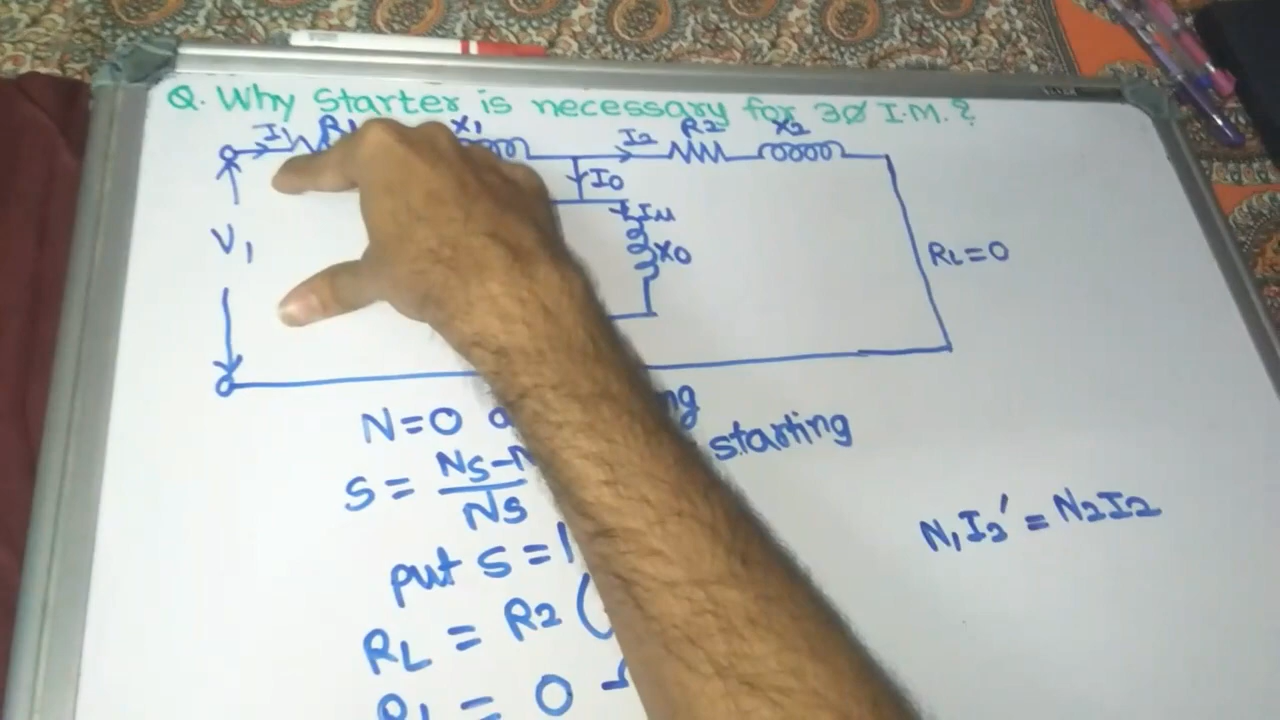 Q. Why Starter is necessary for 3Ø I.M.?
I1 R1 X1 I2 R2 X2
I0
Iμ
V1 X0 RL=0
N=0
starting
S = NS-N
NS
N1I2' = N2I2
put S=1
RL = R2 (
RL = 0